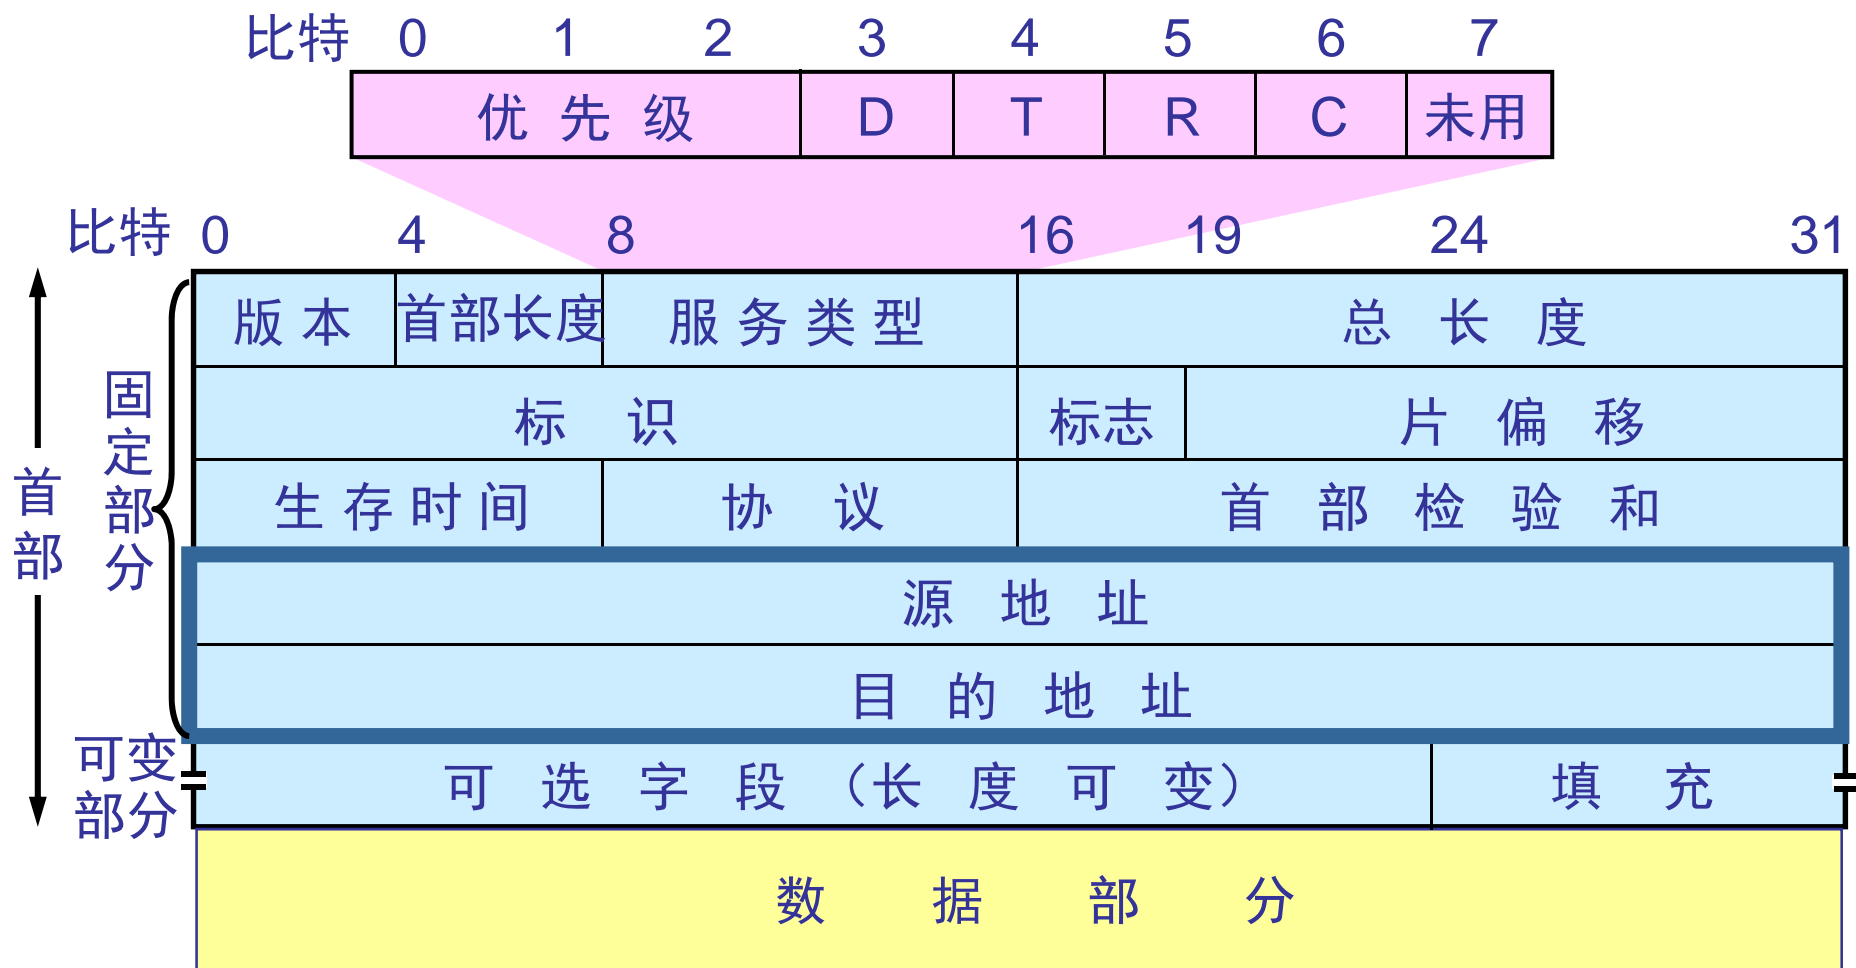 比特 0 1 2 3 4 5 6 7
优先级 D T R C 未用
比特 0 4 8 16 19 24 31
版本 首部长度 服务类型 总长度
标识 标志 片偏移
生存时间 协议 首部检验和
源地址
目的地址
可选字段（长度可变） 填充
数据部分
首部
固定部分
可变
部分